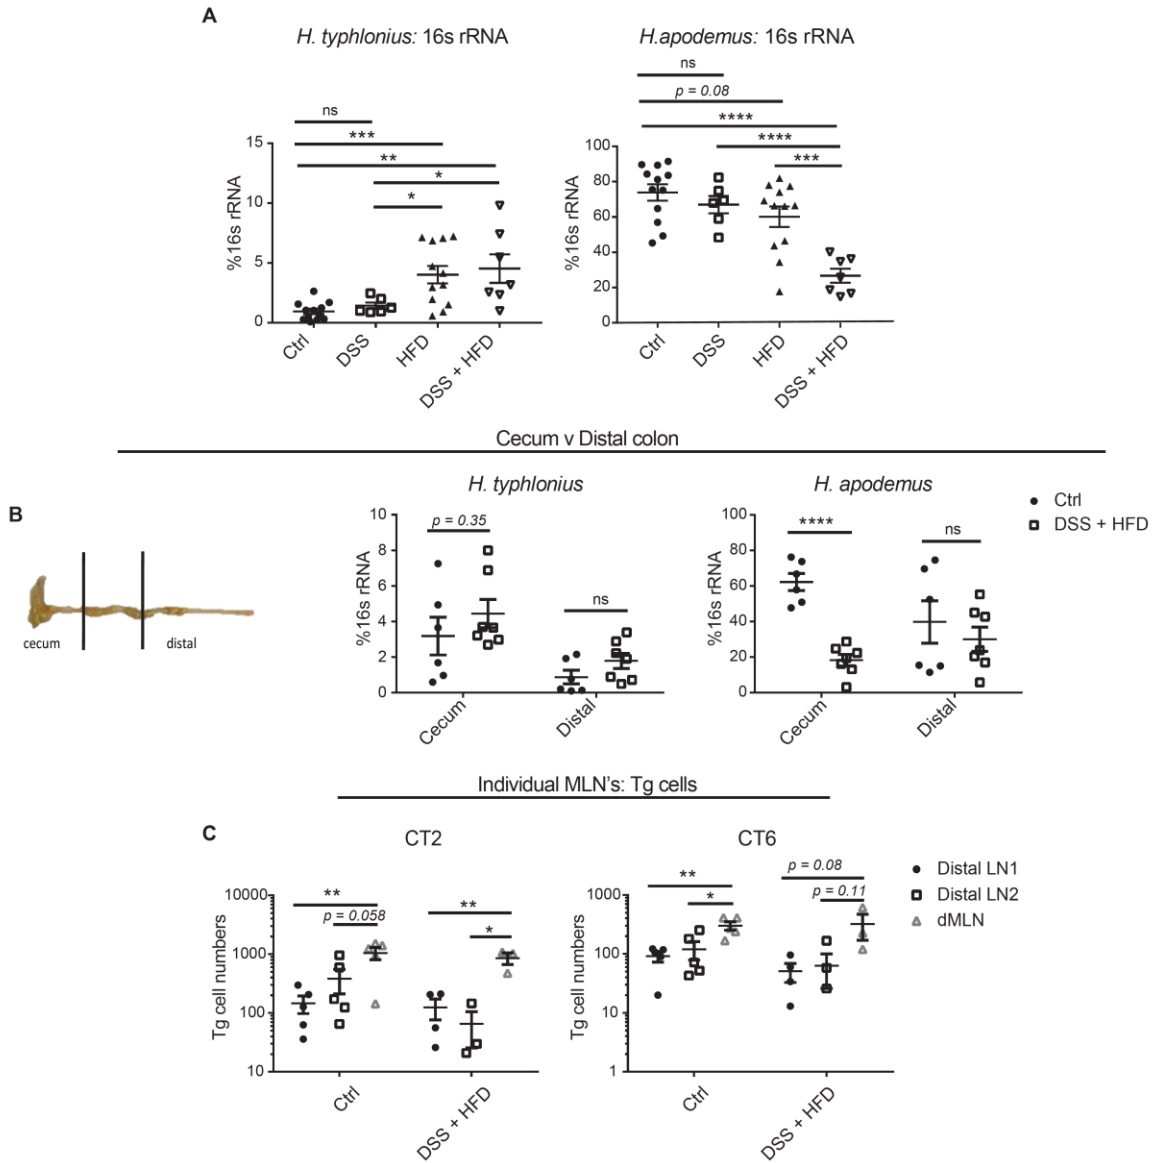 A
H. typhlonius: 16s rRNA
H.apodemus: 16s rRNA
ns
***
**
*
*
%16s rRNA
15
10
5
0
Ctrl
DSS
HFD
DSS + HFD
ns
p = 0.08
****
****
***
%16s rRNA
100
80
60
40
20
0
Ctrl
DSS
HFD
DSS + HFD
Cecum v Distal colon
B
cecum
distal
H. typhlonius
p = 0.35
ns
%16s rRNA
10
8
6
4
2
0
Cecum
Distal
H. apodemus
****
ns
%16s rRNA
100
80
60
40
20
0
Cecum
Distal
Ctrl
DSS + HFD
Individual MLN's: Tg cells
C
CT2
**
p = 0.058
**
*
Tg cell numbers
10000
1000
100
10
Ctrl
DSS + HFD
CT6
**
*
p = 0.08
p = 0.11
Tg cell numbers
1000
100
10
1
Ctrl
DSS + HFD
Distal LN1
Distal LN2
dMLN